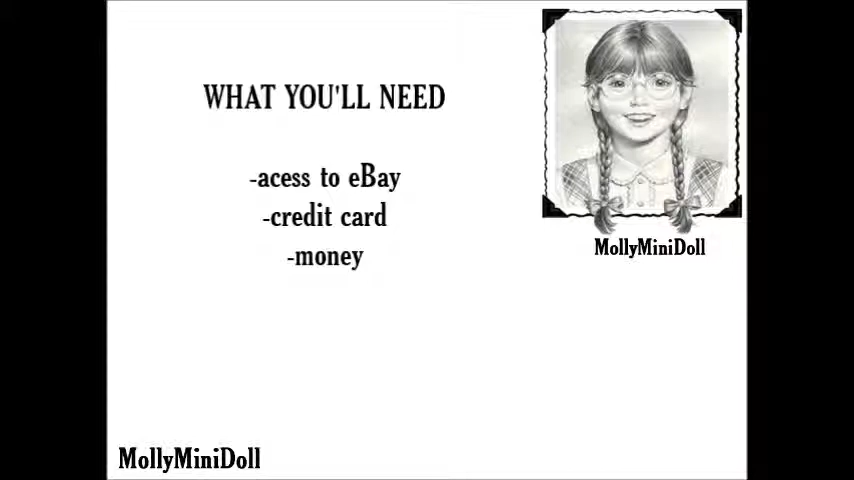 WHAT YOU'LL NEED
-acess to eBay
-credit card
-money
MollyMiniDoll
MollyMiniDoll